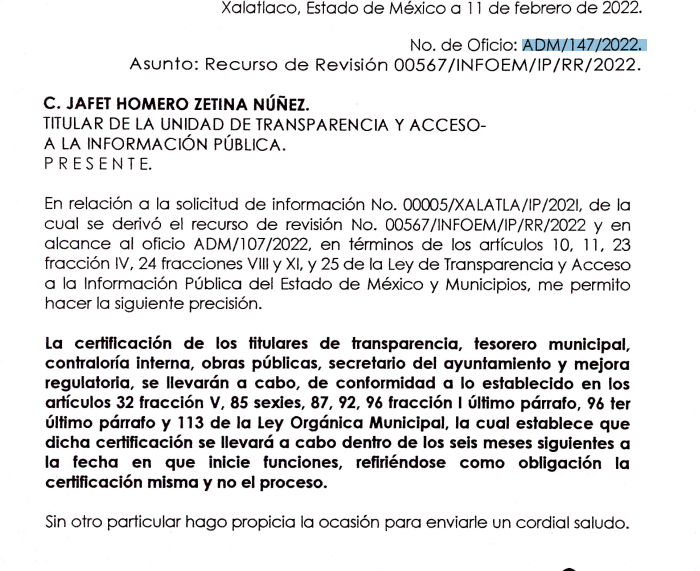 Xalatlaco, Estado de México a 11 de febrero de 2022.
No. de Oficio: ADM/147/2022.
Asunto: Recurso de Revisión 00567/INFOEM/IP/RR/2022.
C. JAFET HOMERO ZETINA NÚÑEZ.
TITULAR DE LA UNIDAD DE TRANSPARENCIA Y ACCESO-
A LA INFORMACIÓN PÚBLICA.
P R E S E N T E.
En relación a la solicitud de información No. 00005/XALATLA/IP/2021, de la
cual se derivó el recurso de revisión No. 00567/INFOEM/IP/RR/2022 y en
alcance al oficio ADM/107/2022, en términos de los artículos 10, 11, 23
fracción IV, 24 fracciones VIII y XI, y 25 de la Ley de Transparencia y Acceso
a la Información Pública del Estado de México y Municipios, me permito
hacer la siguiente precisión.
La certificación de los titulares de transparencia, tesorero municipal,
contraloría interna, obras públicas, secretario del ayuntamiento y mejora
regulatoria, se llevarán a cabo, de conformidad a lo establecido en los
artículos 32 fracción V, 85 sexies, 87, 92, 96 fracción I último párrafo, 96 ter
último párrafo y 113 de la Ley Orgánica Municipal, la cual establece que
dicha certificación se llevará a cabo dentro de los seis meses siguientes a
la fecha en que inicie funciones, refiriéndose como obligación la
certificación misma y no el proceso.
Sin otro particular hago propicia la ocasión para enviarle un cordial saludo.